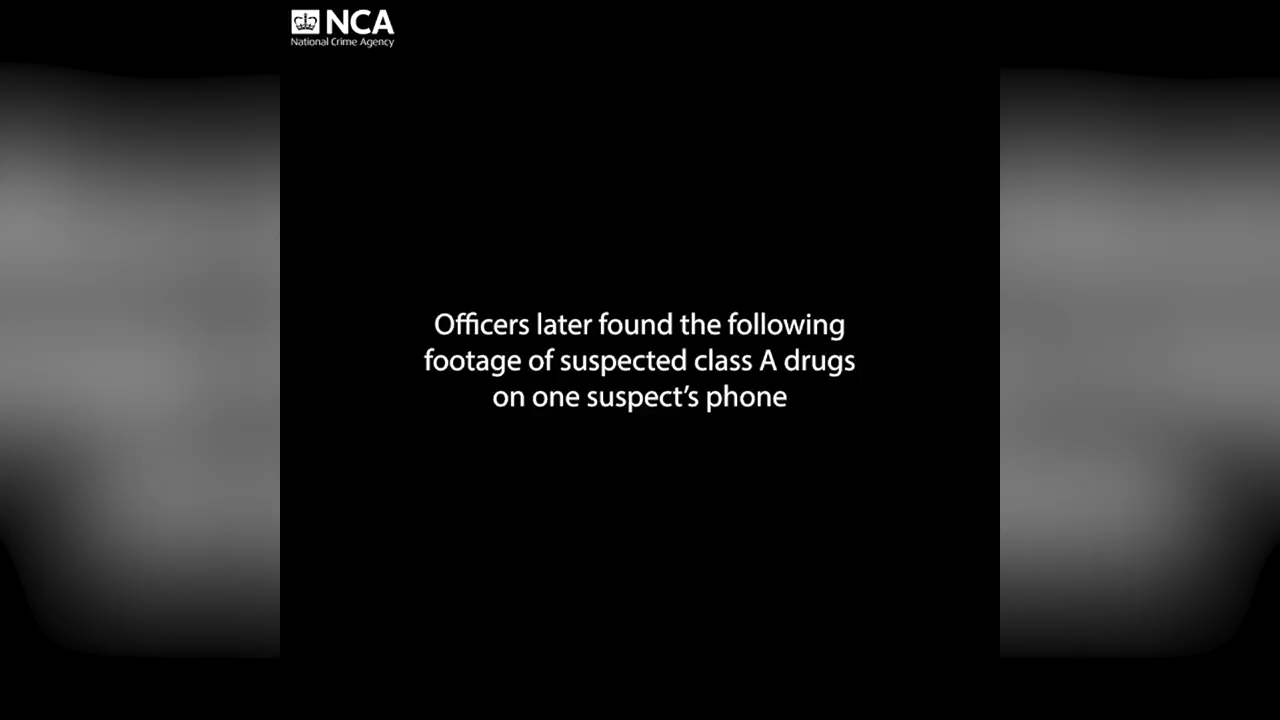 NCA
National Crime Agency
Officers later found the following
footage of suspected class A drugs
on one suspect’s phone